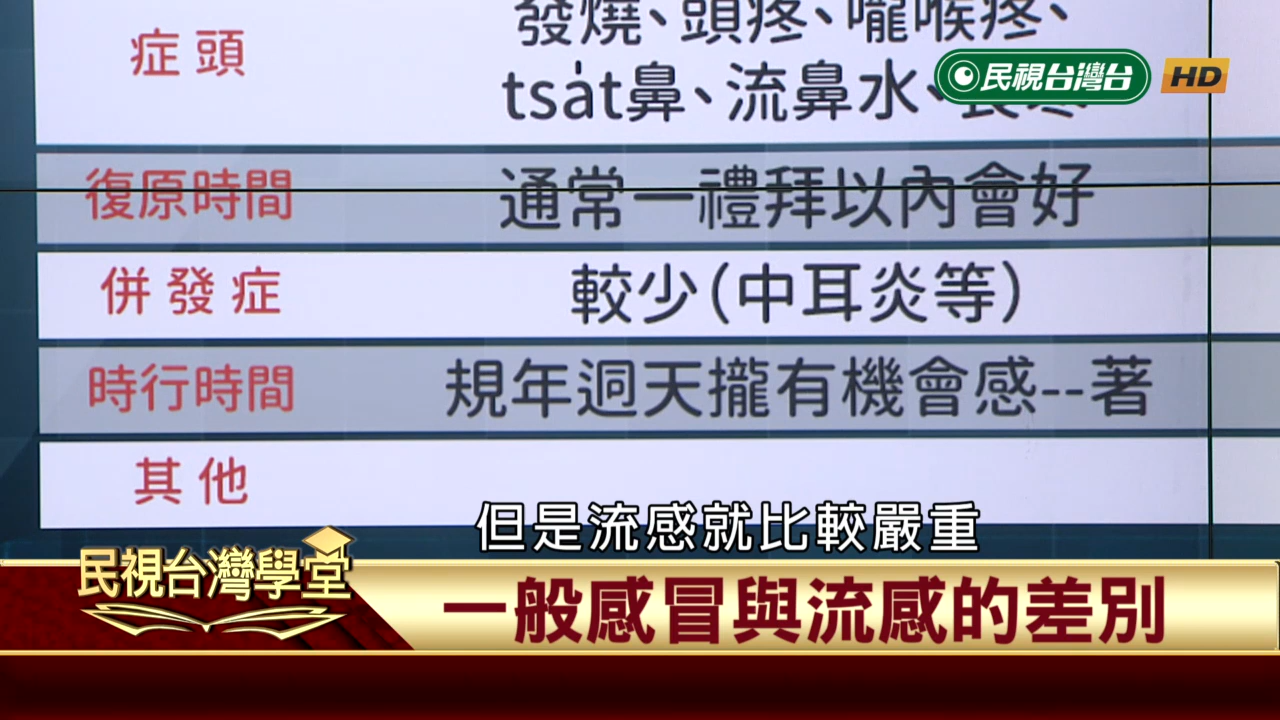 症頭 發燒、頭疼、嚨喉疼、
tsa̍t鼻、流鼻水、
民視台灣台 HD
復原時間 通常一禮拜以內會好
併發症 較少(中耳炎等)
時行時間 規年迵天攏有機會感--著
其他
但是流感就比較嚴重
民視台灣學堂
一般感冒與流感的差別